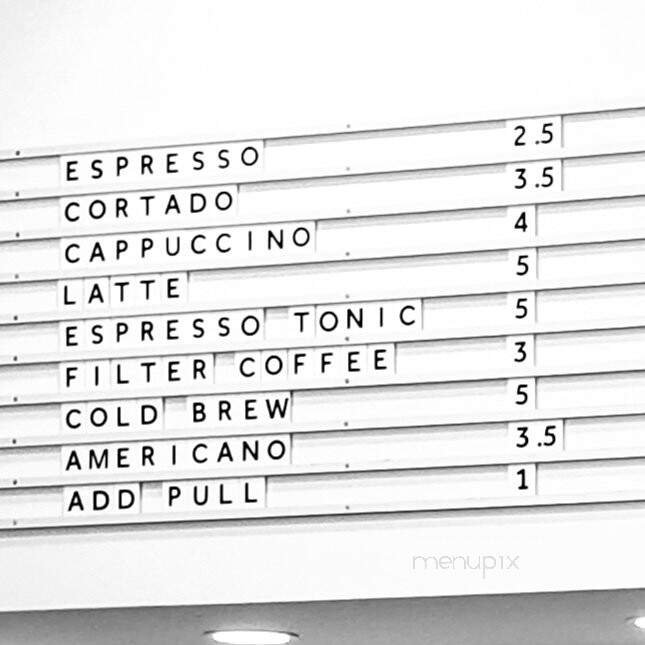 ESPRESSO 2.5
CORTADO 3.5
CAPPUCCINO 4
LATTE 5
ESPRESSO TONIC 5
FILTER COFFEE 3
COLD BREW 5
AMERICANO 3.5
ADD PULL 1
menupix